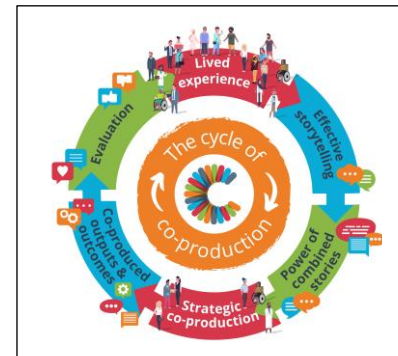 Lived
experience
Effective
storytelling
Power of
combined
stories
Strategic
co-production
Co-produced
outputs &
outcomes
Evaluation
The cycle of
co-production